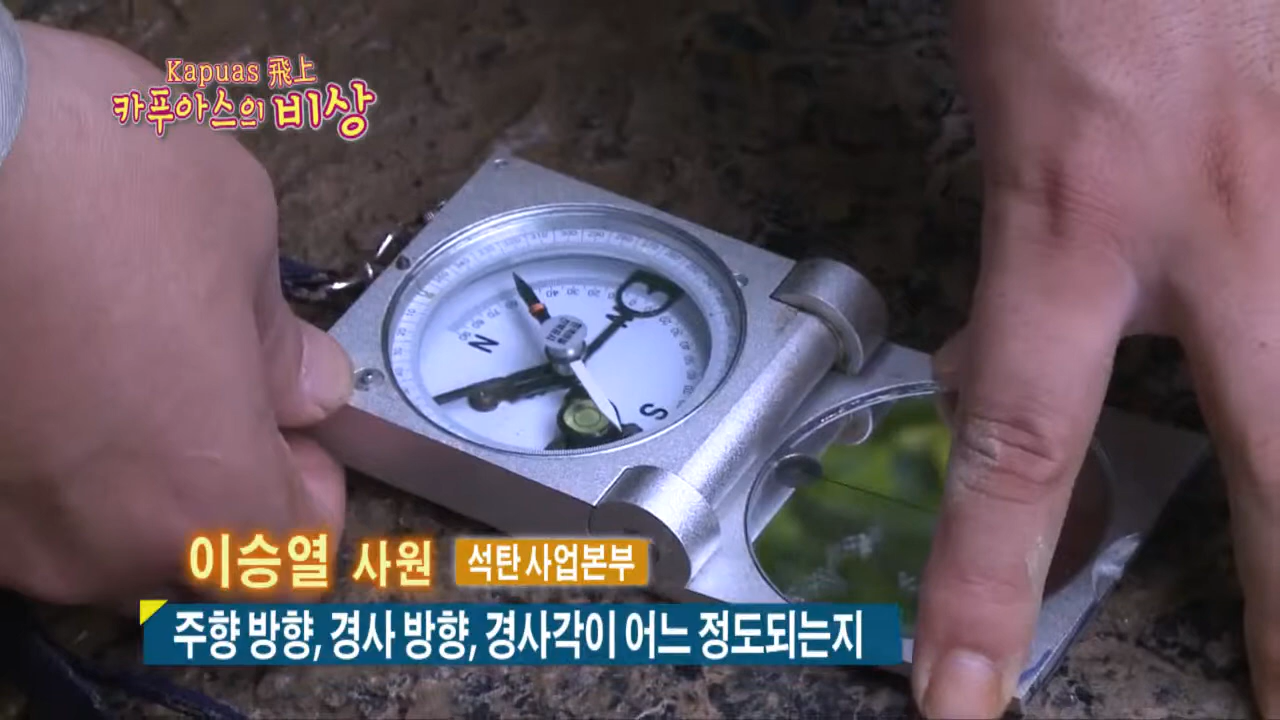 Kapuas 飛上
카푸아스의 비상
N
S
이승열 사원 석탄 사업본부
주향 방향, 경사 방향, 경사각이 어느 정도되는지